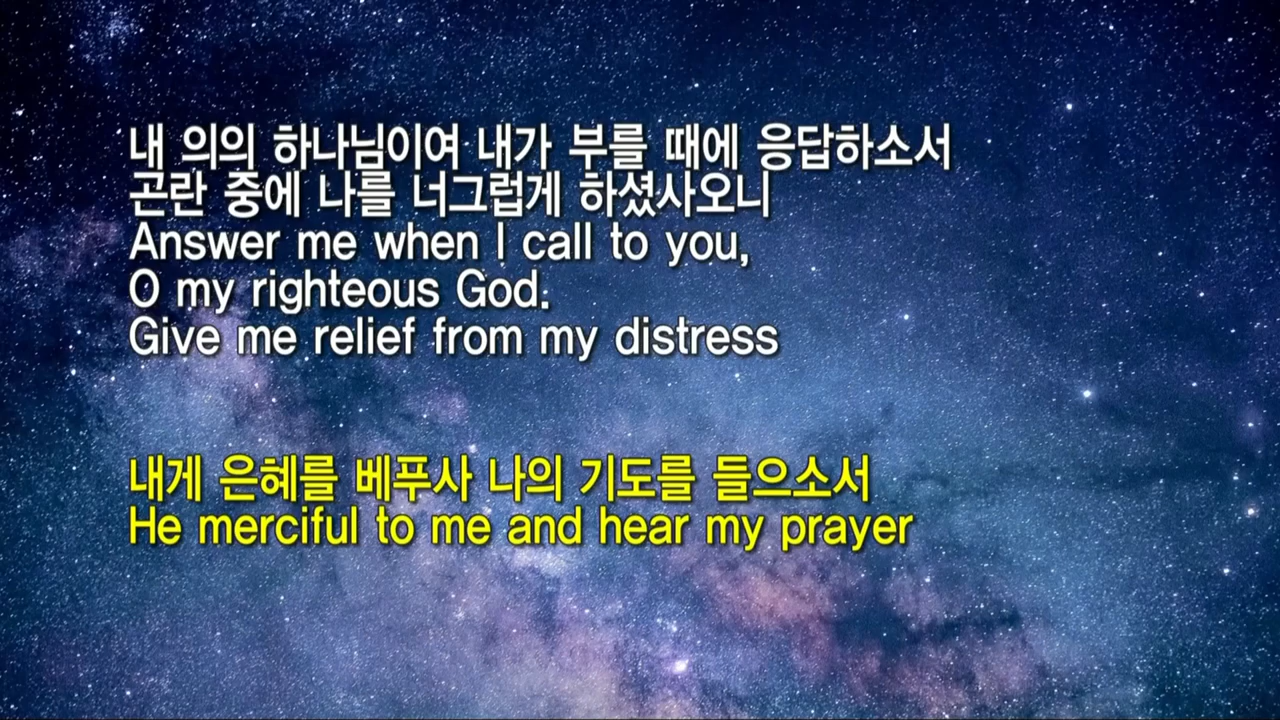 내 의의 하나님이여 내가 부를 때에 응답하소서
곤란 중에 나를 너그럽게 하셨사오니
Answer me when I call to you,
O my righteous God.
Give me relief from my distress
내게 은혜를 베푸사 나의 기도를 들으소서
He merciful to me and hear my prayer